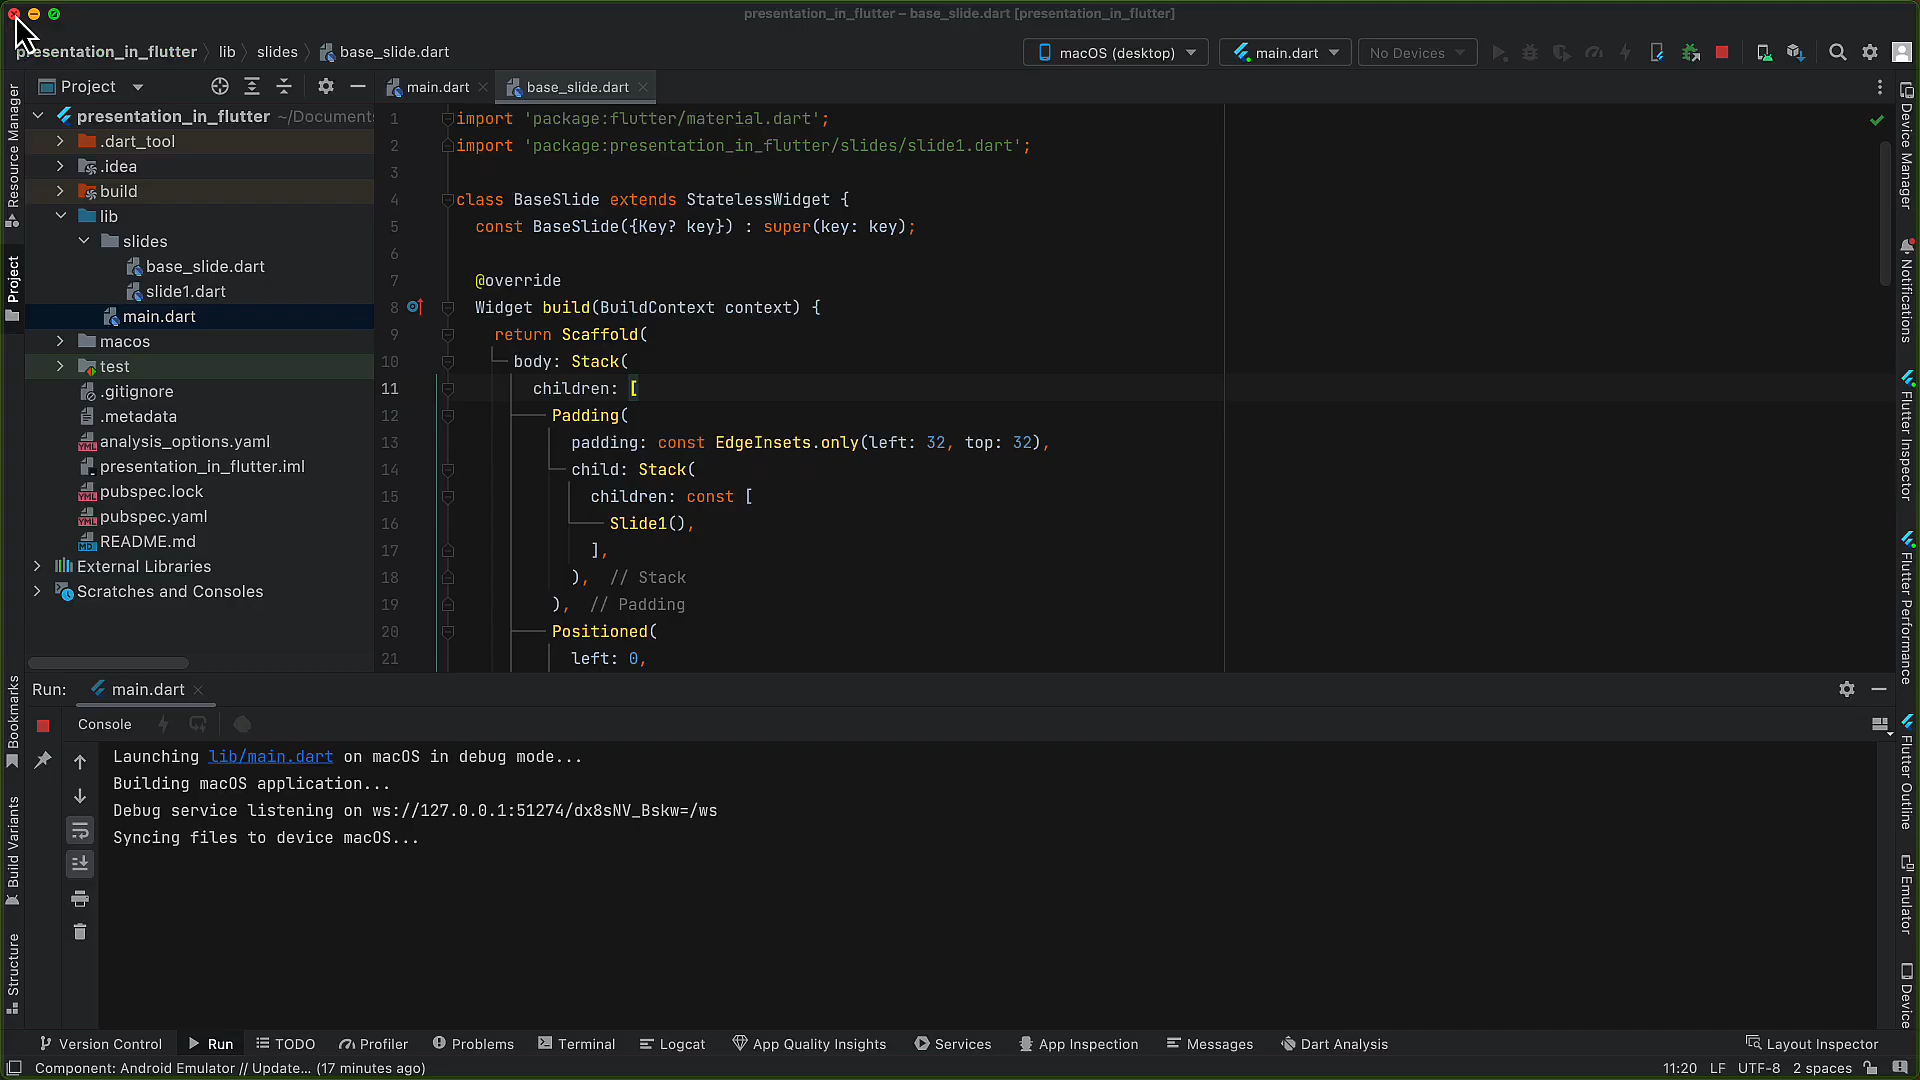 presentation_in_flutter – base_slide.dart [presentation_in_flutter]
presentation_in_flutter lib slides base_slide.dart
macOS (desktop) main.dart No Devices
Resource Manager
Project
Bookmarks
Build Variants
Structure
Project
main.dart base_slide.dart
presentation_in_flutter ~/Document
.dart_tool
.idea
build
lib
slides
base_slide.dart
slide1.dart
main.dart
macos
test
.gitignore
.metadata
analysis_options.yaml
presentation_in_flutter.iml
pubspec.lock
pubspec.yaml
README.md
External Libraries
Scratches and Consoles
1 import 'package:flutter/material.dart';
2 import 'package:presentation_in_flutter/slides/slide1.dart';
3
4 class BaseSlide extends StatelessWidget {
5 const BaseSlide({Key? key}) : super(key: key);
6
7 @override
8 Widget build(BuildContext context) {
9 return Scaffold(
10 body: Stack(
11 children: [
12 Padding(
13 padding: const EdgeInsets.only(left: 32, top: 32),
14 child: Stack(
15 children: const [
16 Slide1(),
17 ],
18 ), // Stack
19 ), // Padding
20 Positioned(
21 left: 0,
Device Manager
Notifications
Flutter Inspector
Flutter Performance
Flutter Outline
Emulator
Device
Run: main.dart
Console
Launching lib/main.dart on macOS in debug mode...
Building macOS application...
Debug service listening on ws://127.0.0.1:51274/dx8sNV_Bskw=/ws
Syncing files to device macOS...
Version Control Run TODO Profiler Problems Terminal Logcat App Quality Insights Services App Inspection Messages Dart Analysis Layout Inspector
Component: Android Emulator // Update... (17 minutes ago) 11:20 LF UTF-8 2 spaces